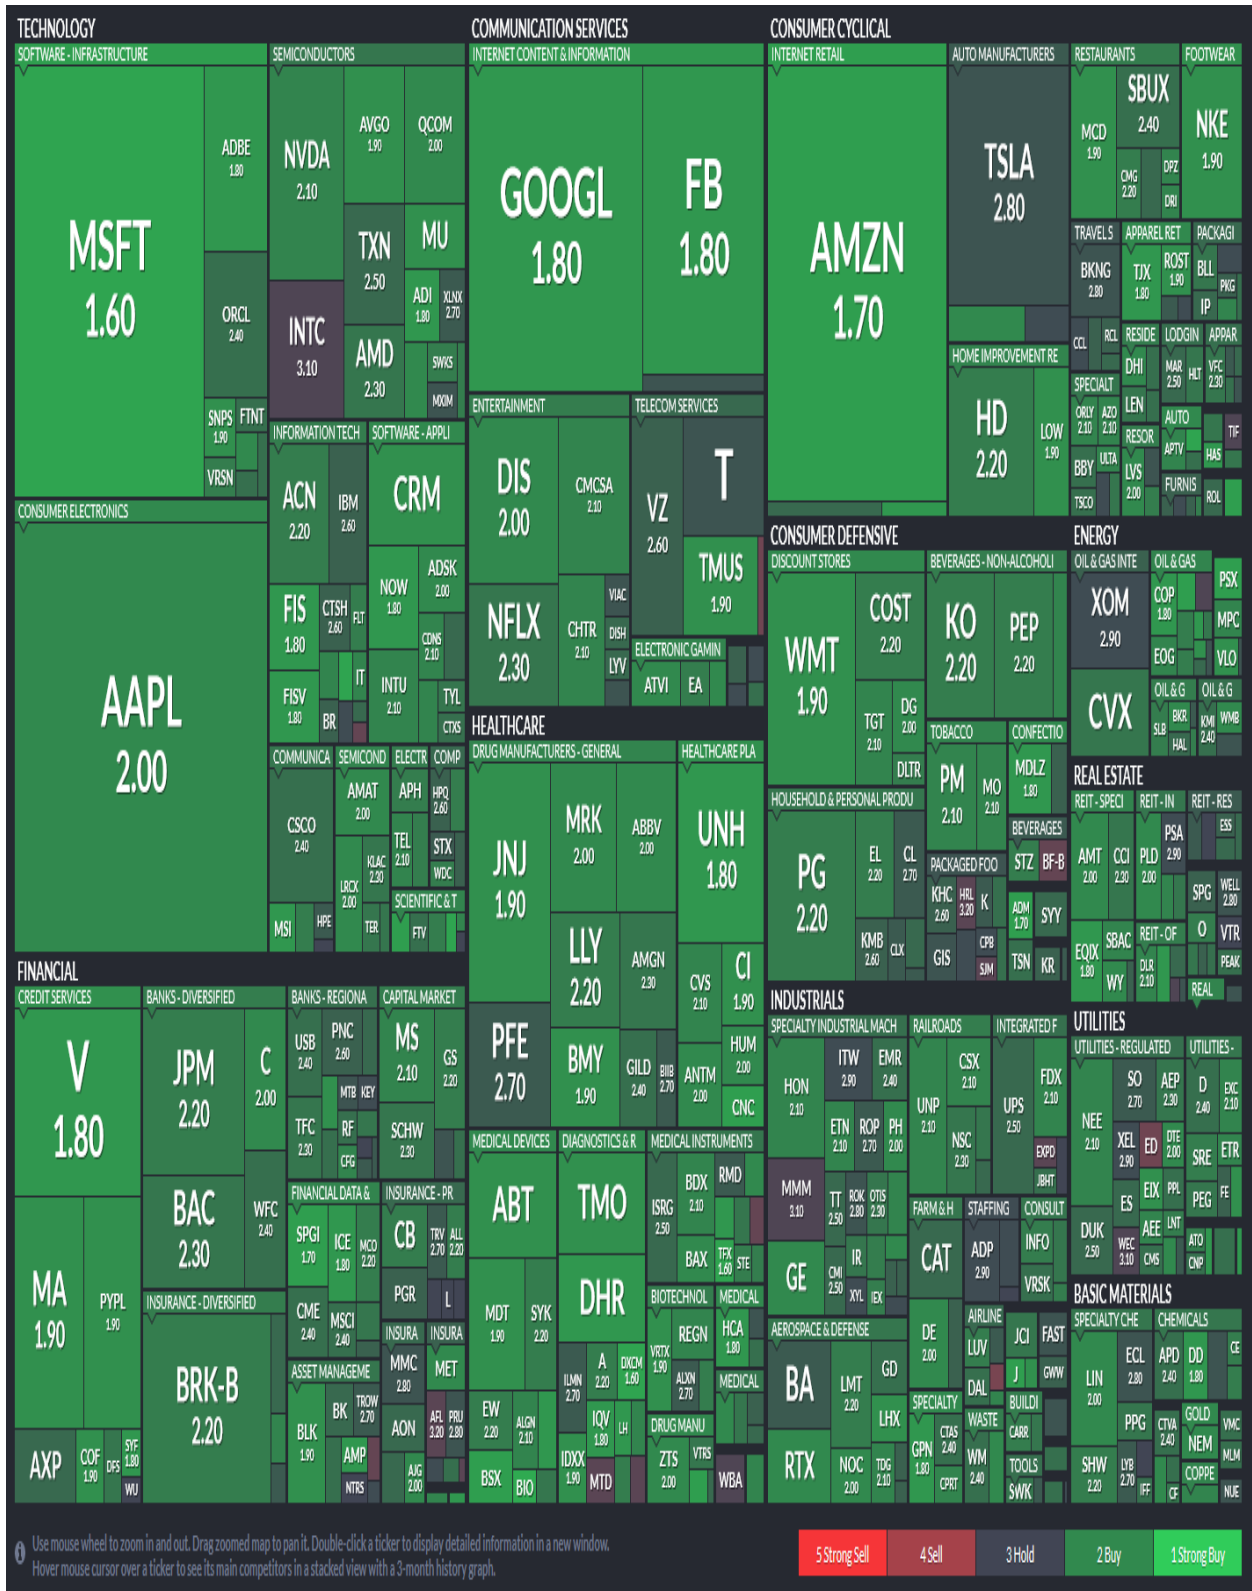 TECHNOLOGY
SOFTWARE - INFRASTRUCTURE
MSFT
1.60
ADBE
1.80
ORCL
2.40
SNPS
1.90
FTNT
VRSN
SEMICONDUCTORS
NVDA
2.10
AVGO
1.90
QCOM
2.00
TXN
2.50
MU
INTC
3.10
ADI
1.80
XLNX
2.70
AMD
2.30
SWKS
MXIM
CONSUMER ELECTRONICS
AAPL
2.00
INFORMATION TECH
ACN
2.20
IBM
2.60
FIS
1.80
CTSH
2.60
FLT
FISV
1.80
IT
BR
SOFTWARE - APPLI
CRM
NOW
1.80
ADSK
2.00
CDNS
2.10
INTU
2.10
TYL
CTXS
COMMUNICA
CSCO
2.40
MSI
HPE
SEMICOND
AMAT
2.00
LRCX
2.00
KLAC
2.30
TER
ELECTR
APH
TEL
2.10
COMP
HPQ
2.60
STX
WDC
SCIENTIFIC & T
FTV
COMMUNICATION SERVICES
INTERNET CONTENT & INFORMATION
GOOGL
1.80
FB
1.80
ENTERTAINMENT
DIS
2.00
CMCSA
2.10
NFLX
2.30
CHTR
2.10
VIAC
DISH
LYV
TELECOM SERVICES
VZ
2.60
T
TMUS
1.90
ELECTRONIC GAMIN
ATVI
EA
CONSUMER CYCLICAL
INTERNET RETAIL
AMZN
1.70
AUTO MANUFACTURERS
TSLA
2.80
HOME IMPROVEMENT RE
HD
2.20
LOW
1.90
RESTAURANTS
MCD
1.90
SBUX
2.40
CMG
2.20
DPZ
DRI
FOOTWEAR
NKE
1.90
TRAVEL S
BKNG
2.80
CCL
RCL
APPAREL RET
TJX
1.80
ROST
1.90
PACKAGI
BLL
PKG
IP
RESIDE
DHI
LEN
LODGIN
MAR
2.50
HLT
APPAR
VFC
2.30
SPECIALT
ORLY
2.10
AZO
2.10
BBY
ULTA
TSCO
RESOR
LVS
2.00
AUTO
APTV
TIF
HAS
FURNIS
ROL
HEALTHCARE
DRUG MANUFACTURERS - GENERAL
JNJ
1.90
MRK
2.00
ABBV
2.00
LLY
2.20
AMGN
2.30
PFE
2.70
BMY
1.90
GILD
2.40
BIIB
2.70
HEALTHCARE PLA
UNH
1.80
CVS
2.10
CI
1.90
ANTM
2.00
HUM
2.00
CNC
MEDICAL DEVICES
ABT
MDT
1.90
SYK
2.20
EW
2.20
ALGN
2.10
BSX
BIO
DIAGNOSTICS & R
TMO
DHR
ILMN
2.70
A
2.20
DXCM
1.60
IQV
1.80
LH
IDXX
1.90
MTD
MEDICAL INSTRUMENTS
ISRG
2.50
BDX
2.10
RMD
BAX
TFX
1.60
STE
BIOTECHNOL
VRTX
1.90
REGN
ALXN
2.70
MEDICAL
HCA
1.80
MEDICAL
DRUG MANU
ZTS
2.00
VTRS
WBA
CONSUMER DEFENSIVE
DISCOUNT STORES
WMT
1.90
COST
2.20
TGT
2.10
DG
2.00
DLTR
BEVERAGES - NON-ALCOHOLI
KO
2.20
PEP
2.20
TOBACCO
PM
2.10
MO
2.10
CONFECTIO
MDLZ
1.80
HOUSEHOLD & PERSONAL PRODU
PG
2.20
EL
2.20
CL
2.70
KMB
2.60
CLX
BEVERAGES
STZ
BF-B
PACKAGED FOO
KHC
2.60
HRL
3.20
K
GIS
CPB
SJM
ADM
1.70
SYY
TSN
KR
ENERGY
OIL & GAS INTE
XOM
2.90
CVX
OIL & GAS
COP
1.80
EOG
PSX
MPC
VLO
OIL & G
SLB
BKR
HAL
OIL & G
KMI
2.40
WMB
REAL ESTATE
REIT - SPECI
AMT
2.00
CCI
2.30
EQIX
1.80
SBAC
WY
REIT - IN
PLD
2.00
PSA
2.90
REIT - RES
ESS
SPG
WELL
2.80
O
VTR
PEAK
REIT - OF
DLR
2.10
REAL
FINANCIAL
CREDIT SERVICES
V
1.80
MA
1.90
PYPL
1.90
AXP
COF
1.90
DFS
SYF
1.80
WU
BANKS - DIVERSIFIED
JPM
2.20
C
2.00
BAC
2.30
WFC
2.40
INSURANCE - DIVERSIFIED
BRK-B
2.20
BANKS - REGIONA
USB
2.40
PNC
2.60
MTB
KEY
TFC
2.30
RF
CFG
CAPITAL MARKET
MS
2.10
GS
2.20
SCHW
2.30
FINANCIAL DATA &
SPGI
1.70
ICE
1.80
MCO
2.20
CME
2.40
MSCI
2.40
INSURANCE - PR
CB
TRV
2.70
ALL
2.20
PGR
L
ASSET MANAGEME
BLK
1.90
BK
TROW
2.70
AMP
NTRS
INSURA
MMC
2.80
AON
AJG
2.00
INSURA
MET
AFL
3.20
PRU
2.80
INDUSTRIALS
SPECIALTY INDUSTRIAL MACH
HON
2.10
ITW
2.90
EMR
2.40
ETN
2.10
ROP
2.70
PH
2.00
MMM
3.10
TT
2.50
ROK
2.80
OTIS
2.30
GE
CMI
2.50
IR
XYL
IEX
RAILROADS
UNP
2.10
CSX
2.10
NSC
2.30
INTEGRATED F
UPS
2.50
FDX
2.10
EXPD
JBHT
FARM & H
CAT
DE
2.00
STAFFING
ADP
2.90
CONSULT
INFO
VRSK
AEROSPACE & DEFENSE
BA
LMT
2.20
GD
RTX
NOC
2.00
LHX
TDG
2.10
AIRLINE
LUV
DAL
JCI
J
FAST
GWW
SPECIALTY
GPN
1.80
CTAS
2.40
CPRT
WASTE
WM
2.40
BUILDI
CARR
TOOLS
SWK
UTILITIES
UTILITIES - REGULATED
NEE
2.10
SO
2.70
AEP
2.30
XEL
2.90
ED
DTE
2.00
DUK
2.50
ES
EIX
PPL
WEC
3.10
AEE
LNT
CMS
UTILITIES -
D
2.40
EXC
2.10
SRE
ETR
PEG
FE
ATO
CNP
BASIC MATERIALS
SPECIALTY CHE
LIN
2.00
ECL
2.80
PPG
SHW
2.20
LYB
2.70
IFF
CHEMICALS
APD
2.40
DD
1.80
CE
CTVA
2.40
CF
GOLD
NEM
COPPE
VMC
MLM
NUE
Use mouse wheel to zoom in and out. Drag zoomed map to pan it. Double-click a ticker to display detailed information in a new window.
Hover mouse cursor over a ticker to see its main competitors in a stacked view with a 3-month history graph.
5 Strong Sell
4 Sell
3 Hold
2 Buy
1 Strong Buy